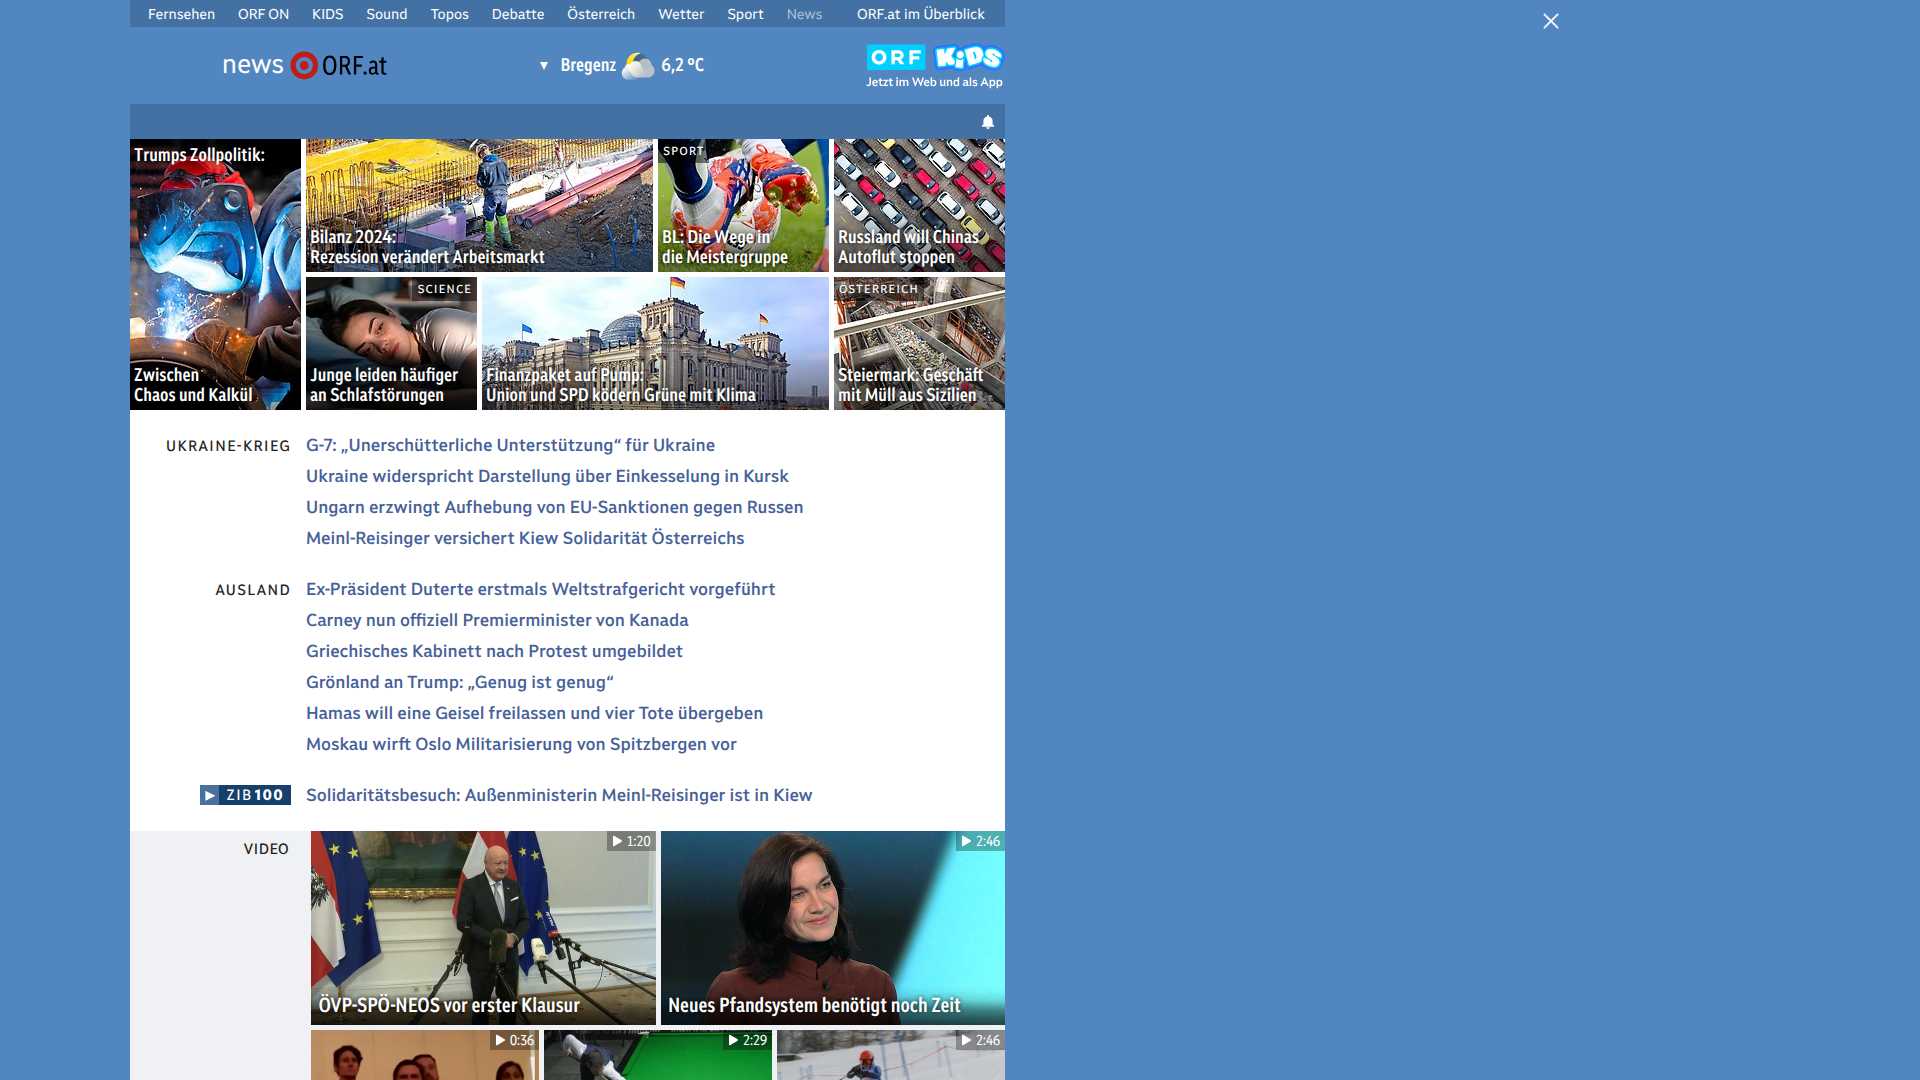 Fernsehen ORF ON KIDS Sound Topos Debatte Österreich Wetter Sport News ORF.at im Überblick
news ORF.at
▼ Bregenz 6,2 °C
ORF KiDS
Jetzt im Web und als App
Trumps Zollpolitik:
Zwischen
Chaos und Kalkül
Bilanz 2024:
Rezession verändert Arbeitsmarkt
SPORT
BL: Die Wege in
die Meistergruppe
Russland will Chinas
Autoflut stoppen
SCIENCE
Junge leiden häufiger
an Schlafstörungen
Finanzpaket auf Pump:
Union und SPD ködern Grüne mit Klima
ÖSTERREICH
Steiermark: Geschäft
mit Müll aus Sizilien
UKRAINE-KRIEG
G-7: „Unerschütterliche Unterstützung“ für Ukraine
Ukraine widerspricht Darstellung über Einkesselung in Kursk
Ungarn erzwingt Aufhebung von EU-Sanktionen gegen Russen
Meinl-Reisinger versichert Kiew Solidarität Österreichs
AUSLAND
Ex-Präsident Duterte erstmals Weltstrafgericht vorgeführt
Carney nun offiziell Premierminister von Kanada
Griechisches Kabinett nach Protest umgebildet
Grönland an Trump: „Genug ist genug“
Hamas will eine Geisel freilassen und vier Tote übergeben
Moskau wirft Oslo Militarisierung von Spitzbergen vor
ZIB100
Solidaritätsbesuch: Außenministerin Meinl-Reisinger ist in Kiew
VIDEO
1:20
ÖVP-SPÖ-NEOS vor erster Klausur
2:46
Neues Pfandsystem benötigt noch Zeit
0:36
2:29
2:46